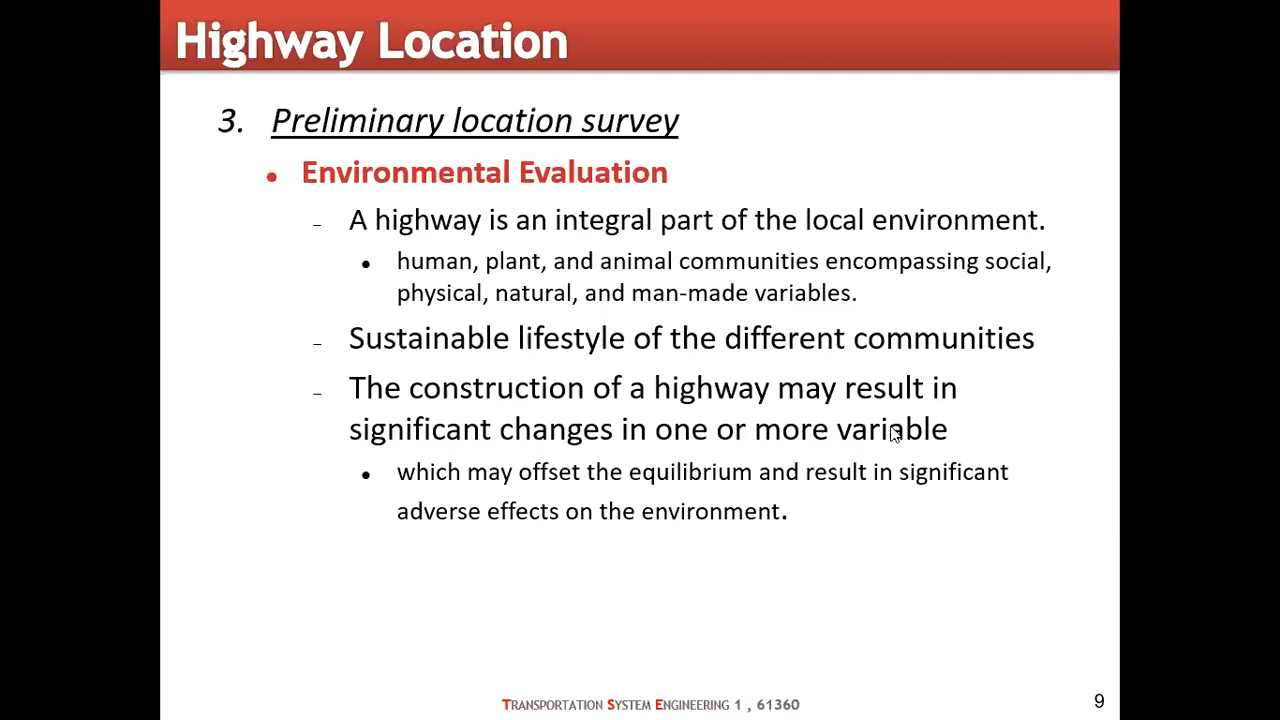 Highway Location
3. Preliminary location survey
• Environmental Evaluation
– A highway is an integral part of the local environment.
• human, plant, and animal communities encompassing social,
physical, natural, and man-made variables.
– Sustainable lifestyle of the different communities
– The construction of a highway may result in
significant changes in one or more variable
• which may offset the equilibrium and result in significant
adverse effects on the environment.
TRANSPORTATION SYSTEM ENGINEERING 1 , 61360
9